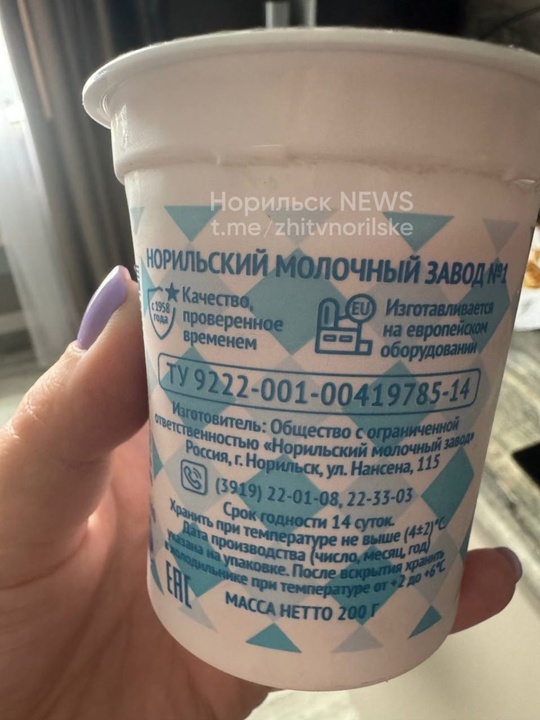 Норильск NEWS
t.me/zhitvnorilske
НОРИЛЬСКИЙ МОЛОЧНЫЙ ЗАВОД №1
с 1958
года
Качество,
проверенное
временем
EU
Изготавливается
на европейском
оборудовании
ТУ 9222-001-00419785-14
Изготовитель: Общество с ограниченной
ответственностью «Норильский молочный завод»
Россия, г. Норильск, ул. Нансена, 115
(3919) 22-01-08, 22-33-03
Срок годности 14 суток.
Хранить при температуре не выше (4±2)°С.
Дата производства (число, месяц, год)
указана на упаковке. После вскрытия хранить
в холодильнике при температуре от +2 до +6°С.
ЕАС
МАССА НЕТТО 200 Г